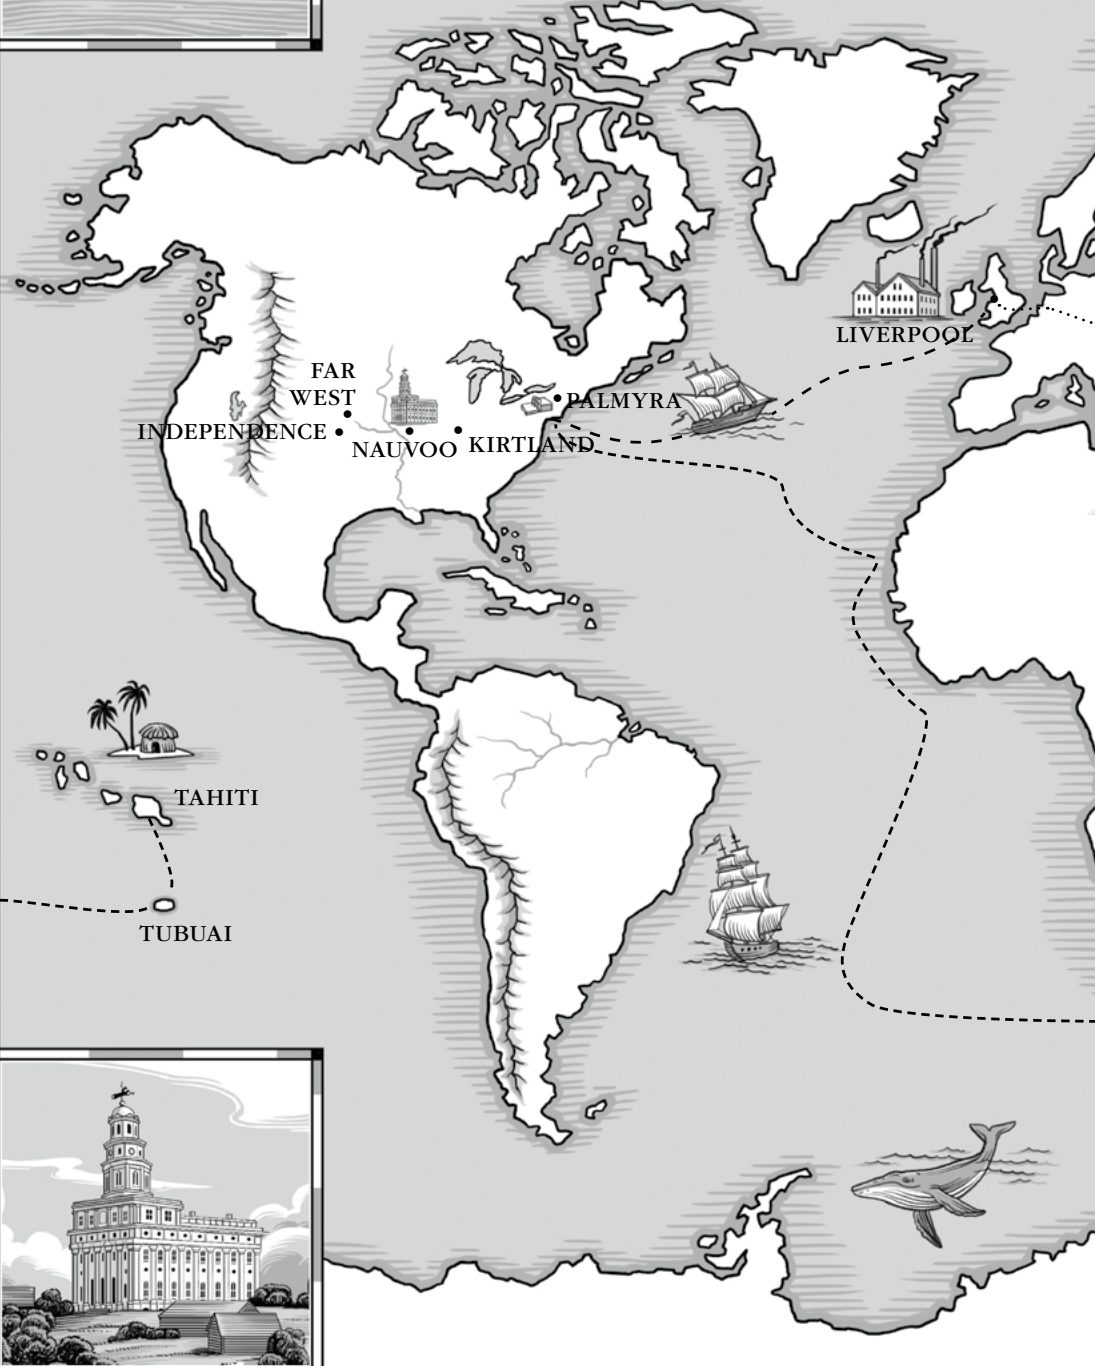 LIVERPOOL
FAR
WEST
PALMYRA
INDEPENDENCE
NAUVOO
KIRTLAND
TAHITI
TUBUAI